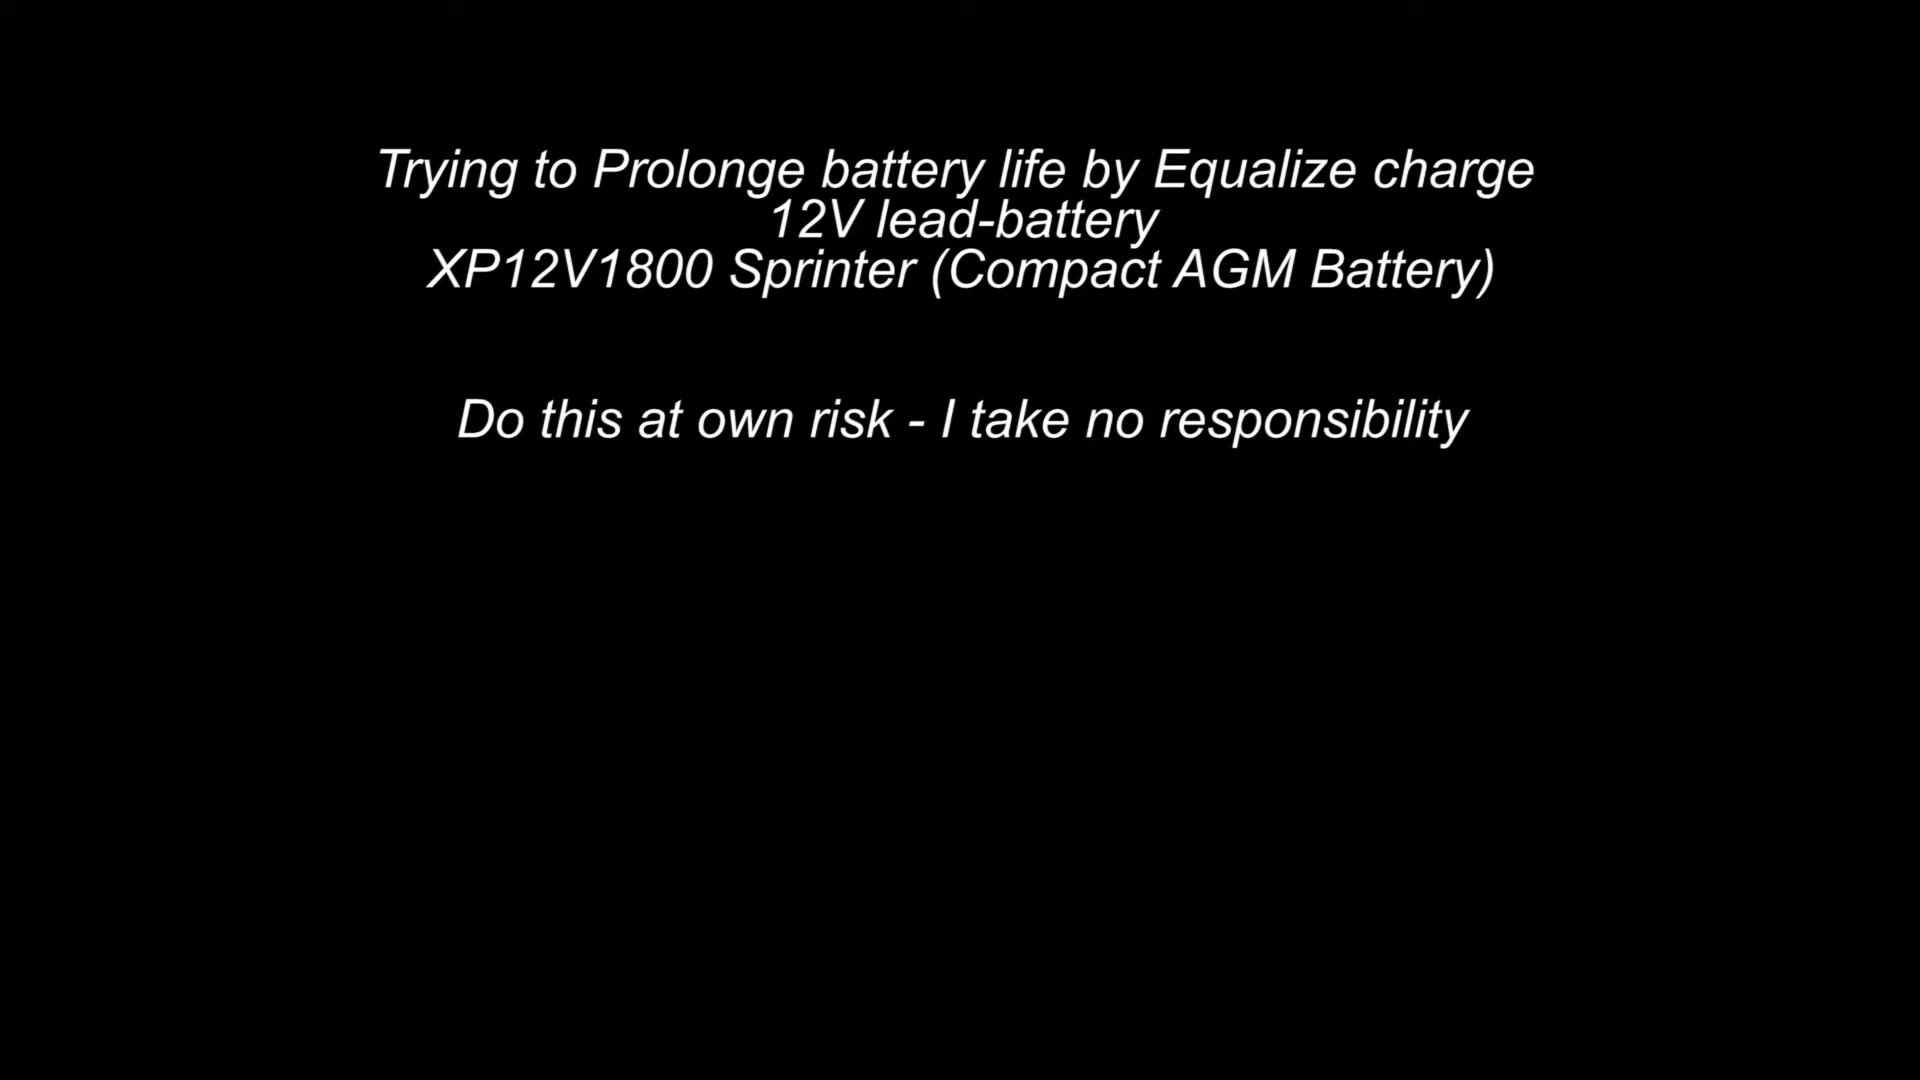 Trying to Prolonge battery life by Equalize charge
12V lead-battery
XP12V1800 Sprinter (Compact AGM Battery)
Do this at own risk - I take no responsibility